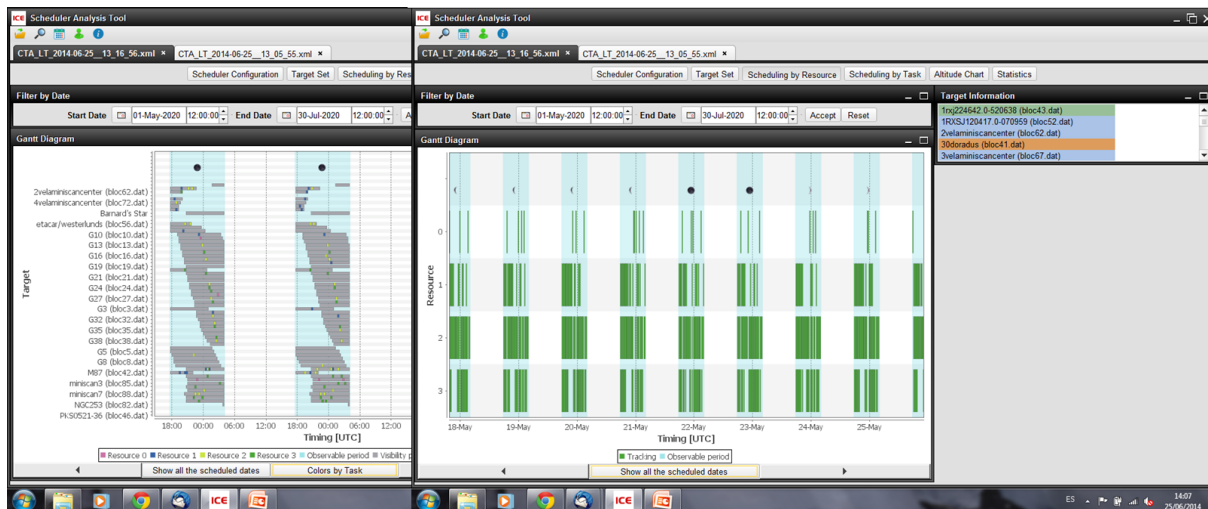 ICE Scheduler Analysis Tool
CTA_LT_2014-06-25__13_16_56.xml × CTA_LT_2014-06-25__13_05_55.xml ×
Scheduler Configuration Target Set Scheduling by Res
Filter by Date
Start Date 01-May-2020 12:00:00 End Date 30-Jul-2020 12:00:00 A
Gantt Diagram
Target
2velaminiscancenter (bloc62.dat)
4velaminiscancenter (bloc72.dat)
Barnard's Star
etacar/westerlunds (bloc56.dat)
G10 (bloc10.dat)
G13 (bloc13.dat)
G16 (bloc16.dat)
G19 (bloc19.dat)
G21 (bloc21.dat)
G24 (bloc24.dat)
G27 (bloc27.dat)
G3 (bloc3.dat)
G32 (bloc32.dat)
G35 (bloc35.dat)
G38 (bloc38.dat)
G5 (bloc5.dat)
G8 (bloc8.dat)
M87 (bloc42.dat)
miniscan3 (bloc85.dat)
miniscan7 (bloc88.dat)
NGC253 (bloc82.dat)
PKS0521-36 (bloc46.dat)
18:00 00:00 06:00 12:00 18:00 00:00 06:00 12:00
Timing [UTC]
Resource 0 Resource 1 Resource 2 Resource 3 Observable period Visibility p
Show all the scheduled dates Colors by Task
ICE Scheduler Analysis Tool
CTA_LT_2014-06-25__13_16_56.xml × CTA_LT_2014-06-25__13_05_55.xml ×
Scheduler Configuration Target Set Scheduling by Resource Scheduling by Task Altitude Chart Statistics
Filter by Date
Start Date 01-May-2020 12:00:00 End Date 30-Jul-2020 12:00:00 Accept Reset
Gantt Diagram
Resource
0
1
2
3
18-May 19-May 20-May 21-May 22-May 23-May 24-May 25-May
Timing [UTC]
Tracking Observable period
Show all the scheduled dates
Target Information
1rxj224642.0-520638 (bloc43.dat)
1RXSJ120417.0-070959 (bloc52.dat)
2velaminiscancenter (bloc62.dat)
30doradus (bloc41.dat)
3velaminiscancenter (bloc67.dat)
ICE
ICE
ES 14:07
25/06/2014